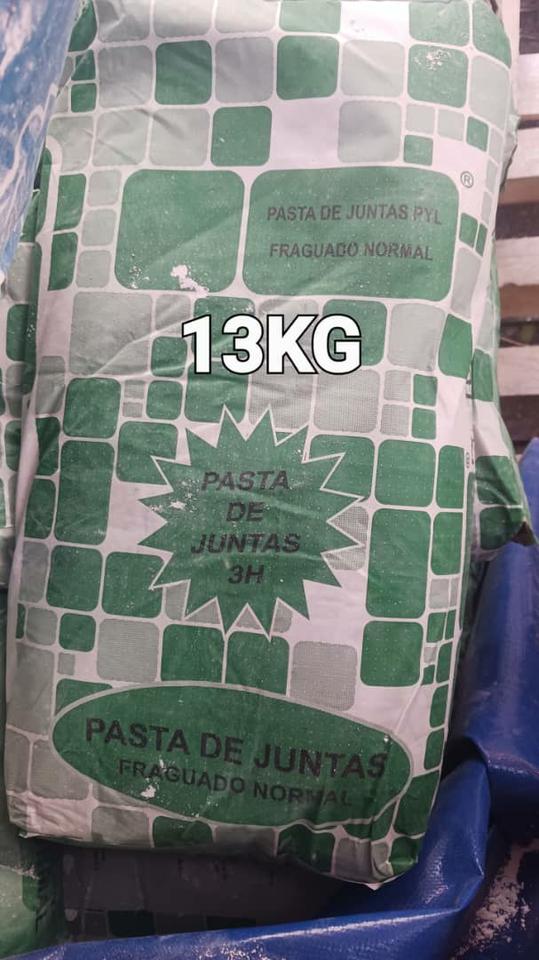 ®
PASTA DE JUNTAS PYL
FRAGUADO NORMAL
13KG
PASTA
DE
JUNTAS
3H
PASTA DE JUNTAS
FRAGUADO NORMAL